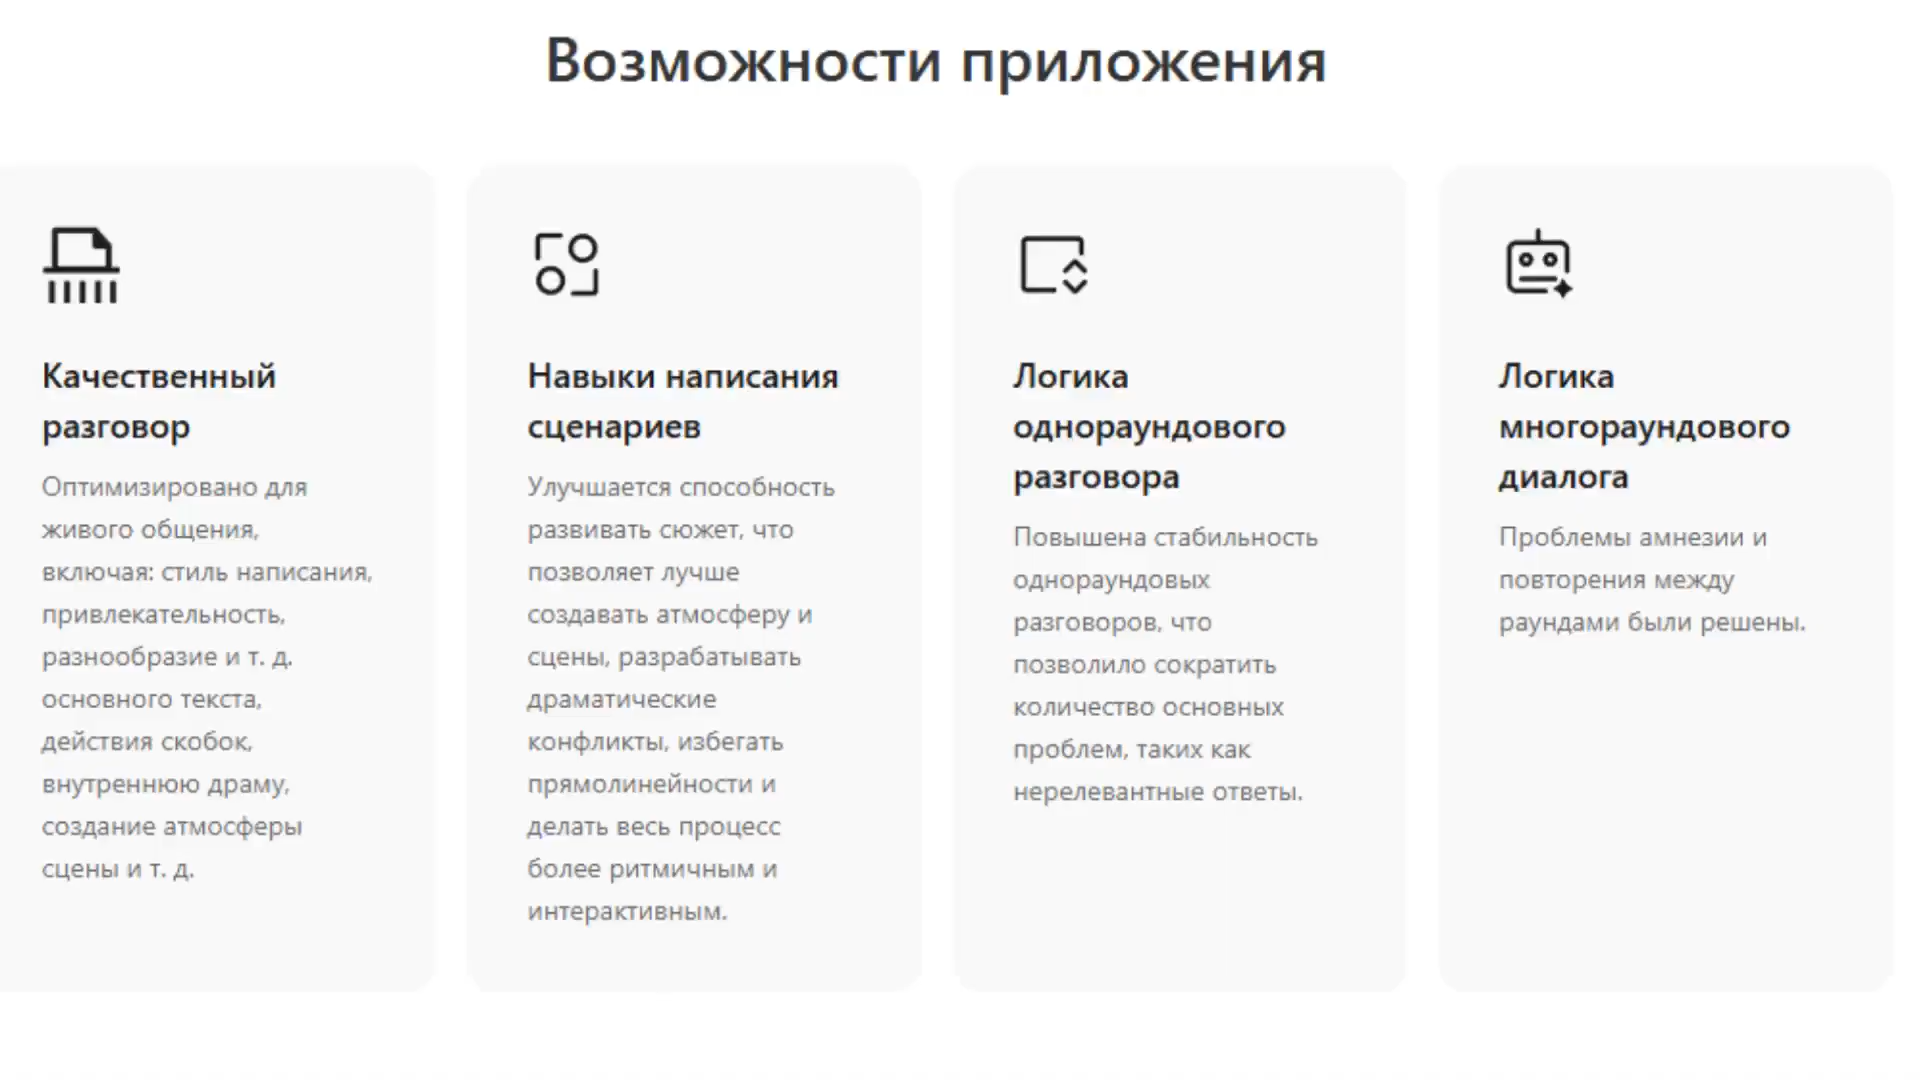 Возможности приложения
Качественный
разговор
Оптимизировано для
живого общения,
включая: стиль написания,
привлекательность,
разнообразие и т. д.
основного текста,
действия скобок,
внутреннюю драму,
создание атмосферы
сцены и т. д.
Навыки написания
сценариев
Улучшается способность
развивать сюжет, что
позволяет лучше
создавать атмосферу и
сцены, разрабатывать
драматические
конфликты, избегать
прямолинейности и
делать весь процесс
более ритмичным и
интерактивным.
Логика
однораундового
разговора
Повышена стабильность
однораундовых
разговоров, что
позволило сократить
количество основных
проблем, таких как
нерелевантные ответы.
Логика
многораундового
диалога
Проблемы амнезии и
повторения между
раундами были решены.